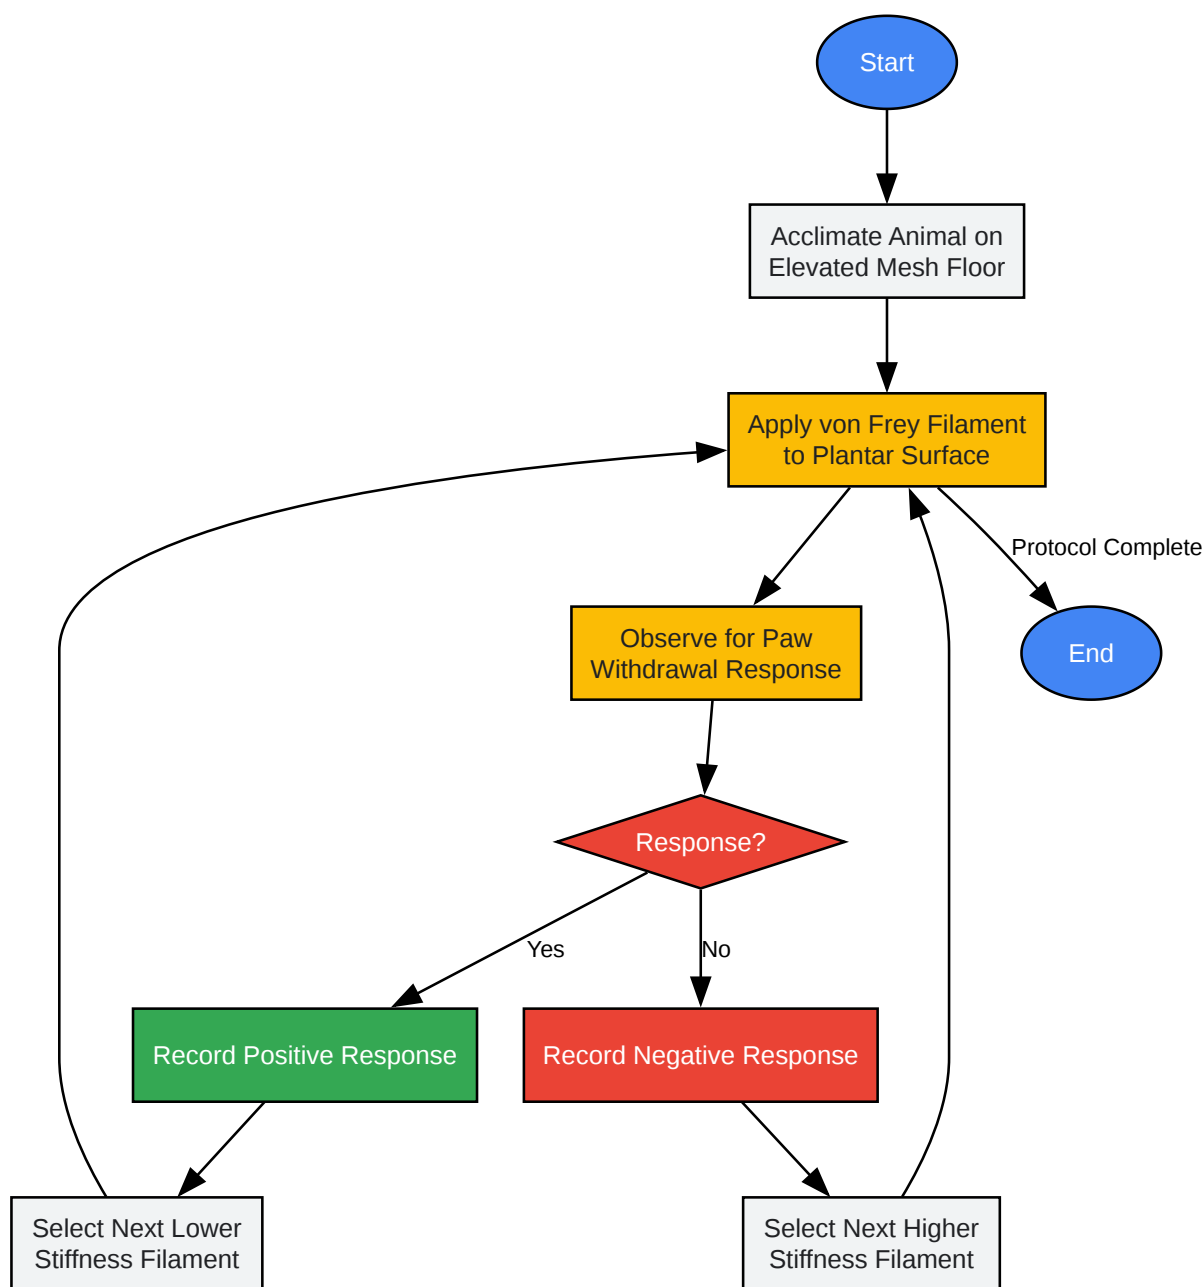 Start
Acclimate Animal on
Elevated Mesh Floor
Apply von Frey Filament
to Plantar Surface
Protocol Complete
Observe for Paw
Withdrawal Response
End
Response?
Yes
No
Record Positive Response
Record Negative Response
Select Next Lower
Stiffness Filament
Select Next Higher
Stiffness Filament